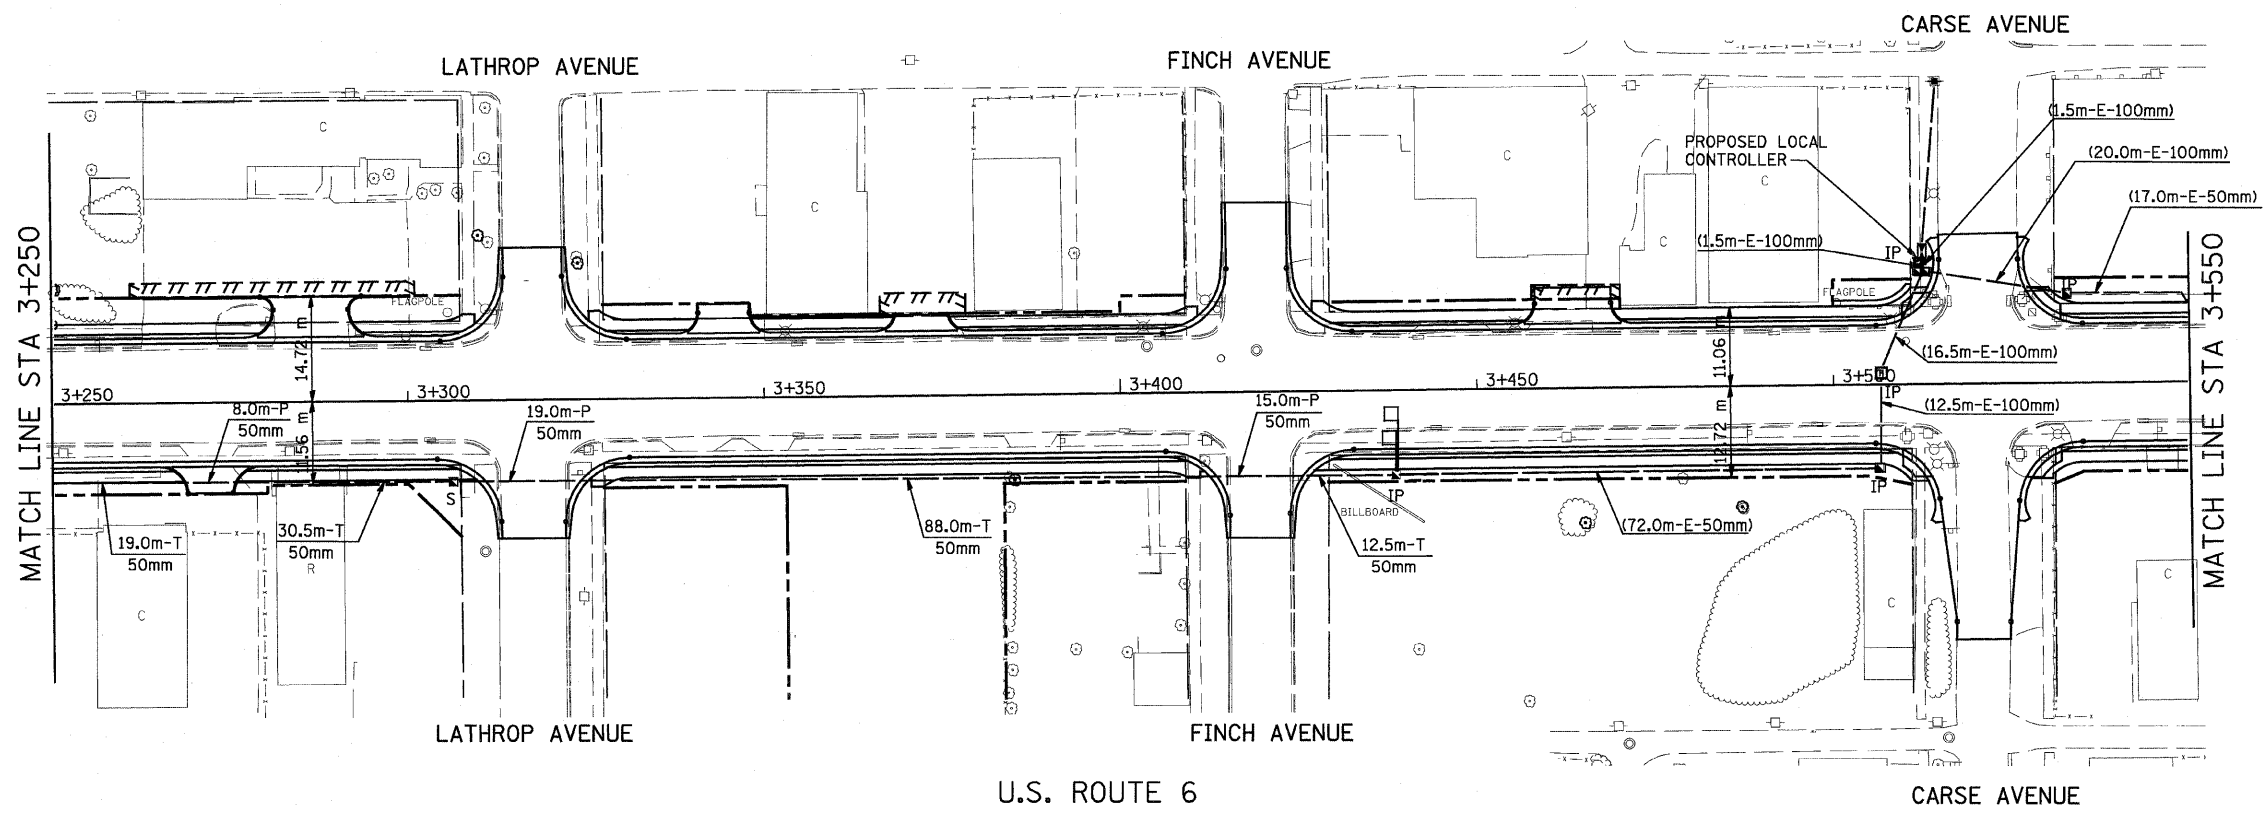 CARSE AVENUE
LATHROP AVENUE
FINCH AVENUE
(1.5m-E-100mm)
PROPOSED LOCAL
CONTROLLER
(20.0m-E-100mm)
(17.0m-E-50mm)
(1.5m-E-100mm)
C
C
C
C
C
IP
IP
FLAGPOLE
FLAGPOLE
MATCH LINE STA 3+250
MATCH LINE STA 3+550
14.72 m
11.06 m
(16.5m-E-100mm)
3+250
3+300
3+350
3+400
3+450
3+500
IP
8.0m-P
50mm
19.0m-P
50mm
15.0m-P
50mm
(12.5m-E-100mm)
12.72 m
S
IP
IP
BILLBOARD
19.0m-T
50mm
30.5m-T
50mm
R
88.0m-T
50mm
12.5m-T
50mm
(72.0m-E-50mm)
C
C
C
LATHROP AVENUE
FINCH AVENUE
U.S. ROUTE 6
CARSE AVENUE